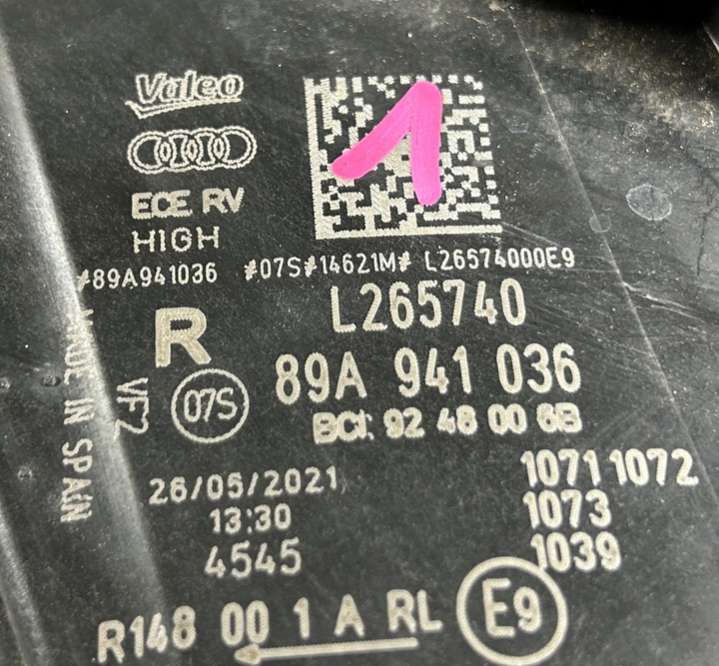 Valeo
ECE RV
HIGH
1
#89A941036 #07S#14621M# L26574000E9
R
L265740
07S
89A 941 036
VF2
BCI: 92 48 00 6B
MADE IN SPAIN
26/05/2021
13:30
4545
1071 1072
1073
1039
R148 00 1 A RL
E9